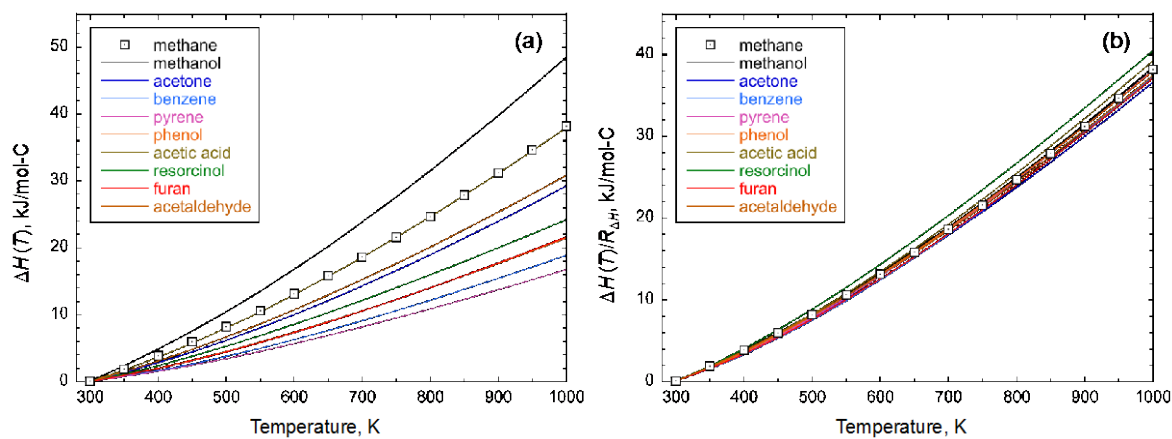 (a)
methane
methanol
acetone
benzene
pyrene
phenol
acetic acid
resorcinol
furan
acetaldehyde
50
40
30
20
10
0
ΔH(T), kJ/mol-C
300 400 500 600 700 800 900 1000
Temperature, K
(b)
methane
methanol
acetone
benzene
pyrene
phenol
acetic acid
resorcinol
furan
acetaldehyde
40
30
20
10
0
ΔH(T)/R_ΔH, kJ/mol-C
300 400 500 600 700 800 900 1000
Temperature, K